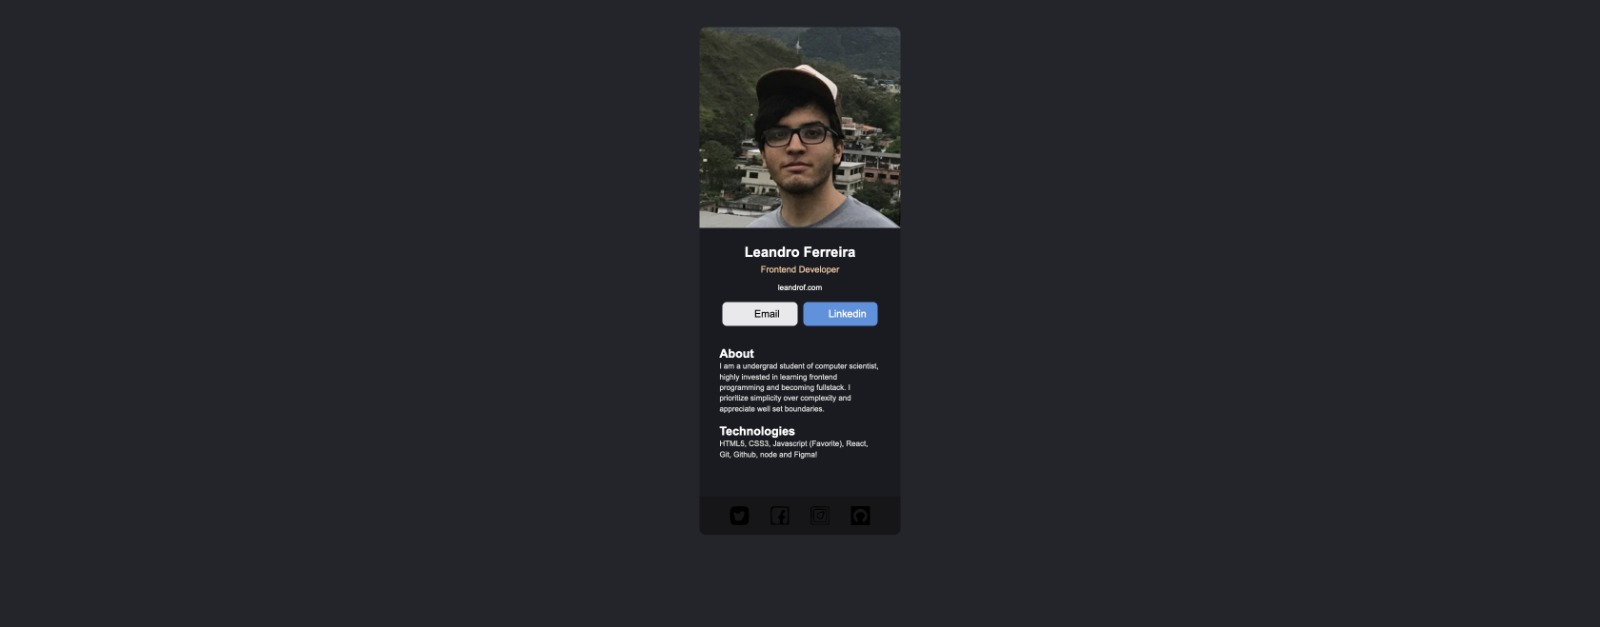 Leandro Ferreira
Frontend Developer
leandrof.com
Email
Linkedin
About
I am a undergrad student of computer scientist,
highly invested in learning frontend
programming and becoming fullstack. I
prioritize simplicity over complexity and
appreciate well set boundaries.
Technologies
HTML5, CSS3, Javascript (Favorite), React,
Git, Github, node and Figma!